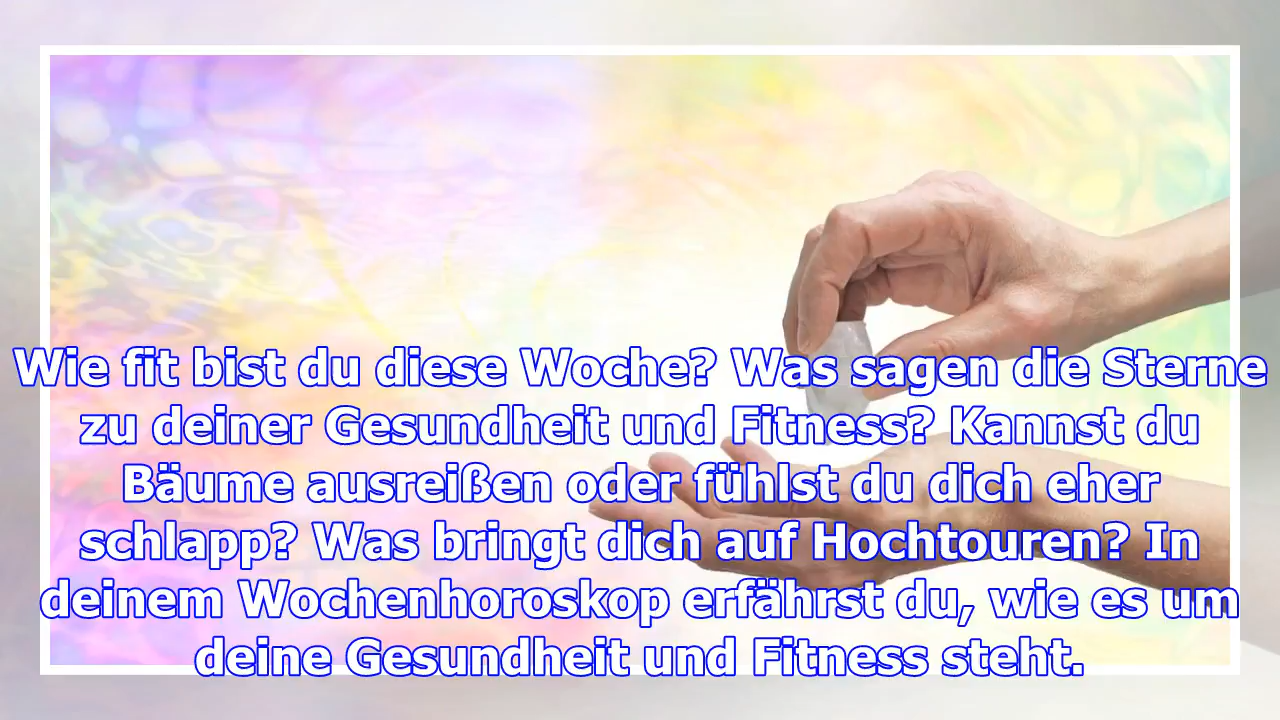 Wie fit bist du diese Woche? Was sagen die Sterne
zu deiner Gesundheit und Fitness? Kannst du
Bäume ausreißen oder fühlst du dich eher
schlapp? Was bringt dich auf Hochtouren? In
deinem Wochenhoroskop erfährst du, wie es um
deine Gesundheit und Fitness steht.